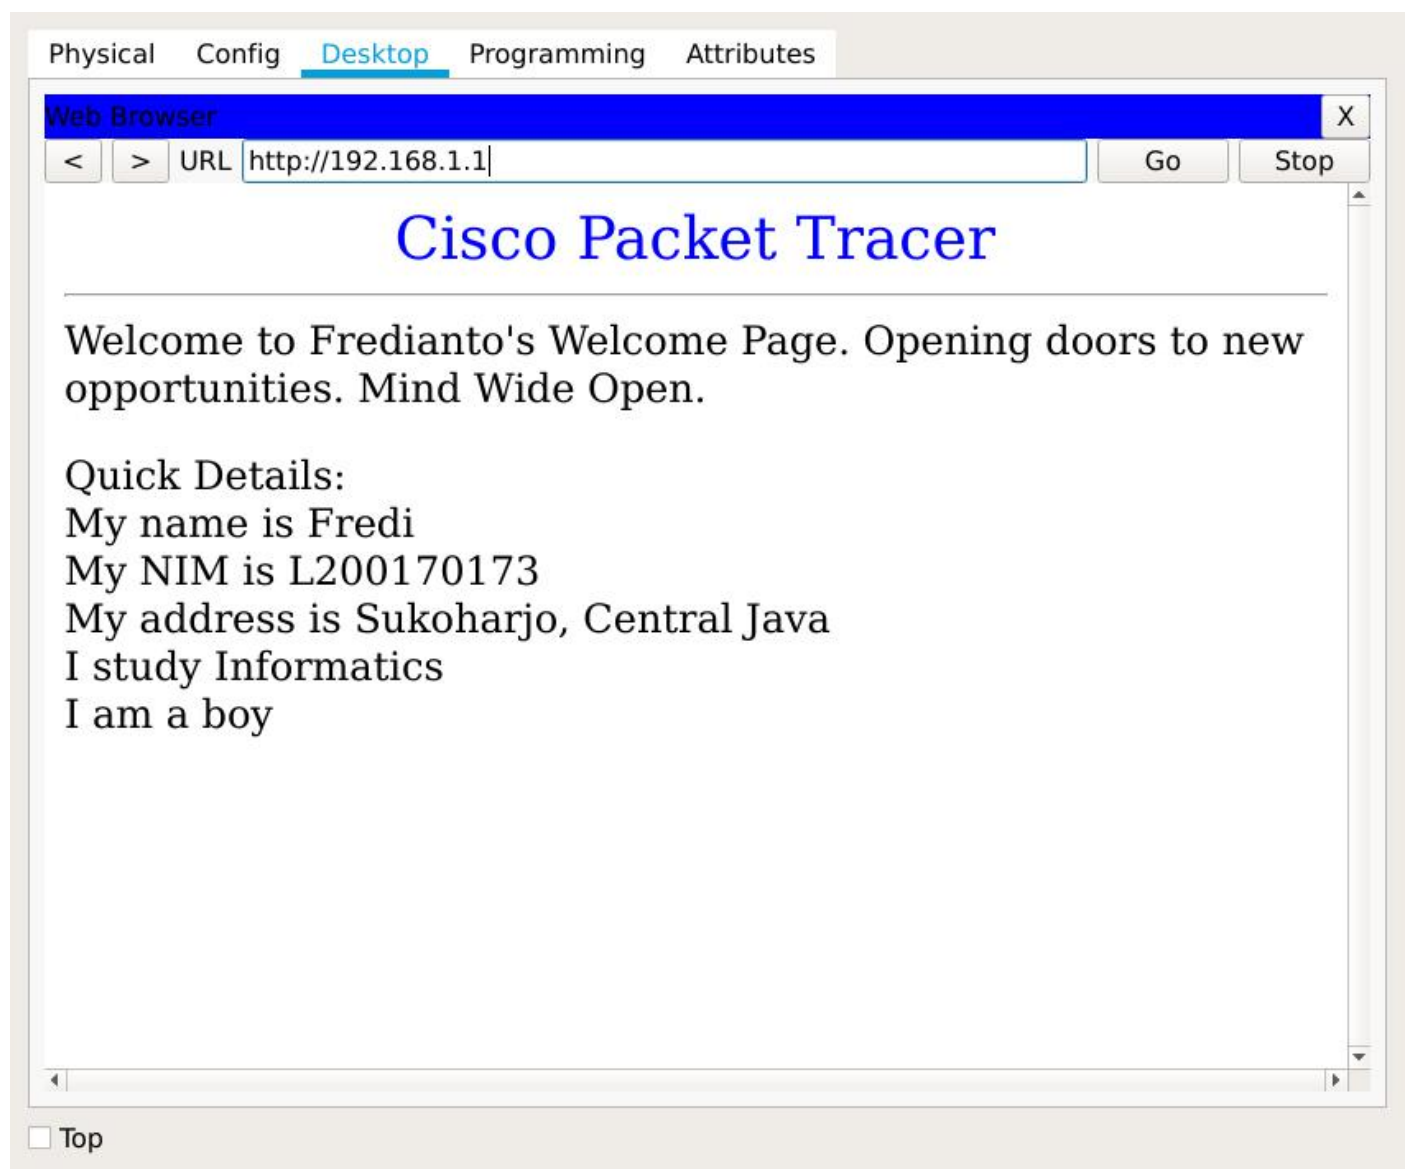 Physical Config Desktop Programming Attributes
Web Browser X
< > URL http://192.168.1.1 Go Stop
Cisco Packet Tracer
Welcome to Fredianto's Welcome Page. Opening doors to new
opportunities. Mind Wide Open.
Quick Details:
My name is Fredi
My NIM is L200170173
My address is Sukoharjo, Central Java
I study Informatics
I am a boy
Top